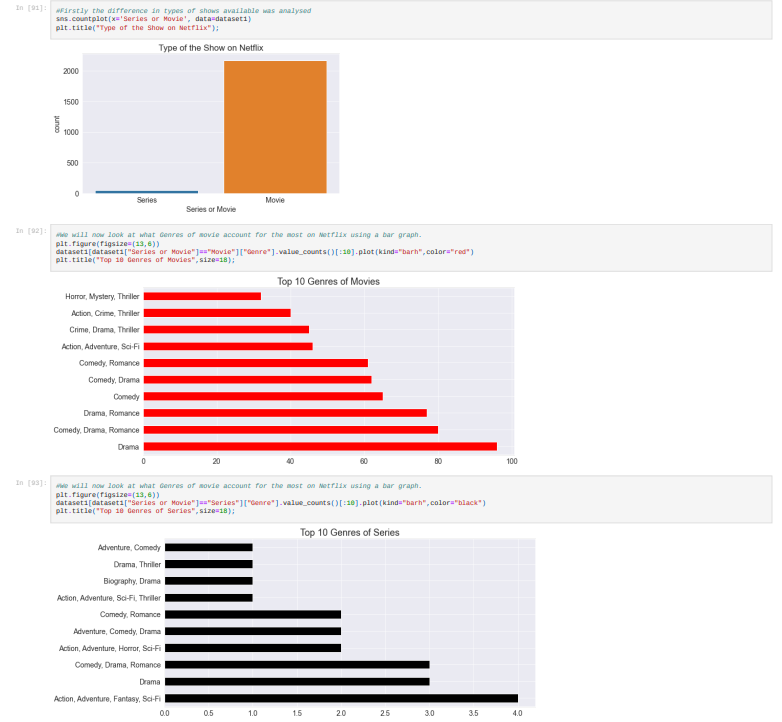 In [91]:
#Firstly the difference in types of shows available was analysed
sns.countplot(x='Series or Movie', data=dataset1)
plt.title("Type of the Show on Netflix");
Type of the Show on Netflix
2000
1500
1000
500
0
count
Series
Movie
Series or Movie
In [92]:
#We will now look at what Genres of movie account for the most on Netflix using a bar graph.
plt.figure(figsize=(13,6))
dataset1[dataset1["Series or Movie"]=="Movie"]["Genre"].value_counts()[:10].plot(kind="barh",color="red")
plt.title("Top 10 Genres of Movies",size=18);
Top 10 Genres of Movies
Horror, Mystery, Thriller
Action, Crime, Thriller
Crime, Drama, Thriller
Action, Adventure, Sci-Fi
Comedy, Romance
Comedy, Drama
Comedy
Drama, Romance
Comedy, Drama, Romance
Drama
0 20 40 60 80 100
In [93]:
#We will now look at what Genres of movie account for the most on Netflix using a bar graph.
plt.figure(figsize=(13,6))
dataset1[dataset1["Series or Movie"]=="Series"]["Genre"].value_counts()[:10].plot(kind="barh",color="black")
plt.title("Top 10 Genres of Series",size=18);
Top 10 Genres of Series
Adventure, Comedy
Drama, Thriller
Biography, Drama
Action, Adventure, Sci-Fi, Thriller
Comedy, Romance
Adventure, Comedy, Drama
Action, Adventure, Horror, Sci-Fi
Comedy, Drama, Romance
Drama
Action, Adventure, Fantasy, Sci-Fi
0.0 0.5 1.0 1.5 2.0 2.5 3.0 3.5 4.0